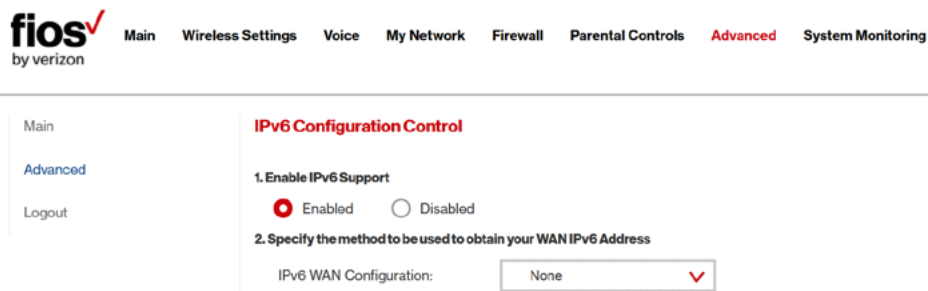 fios
by verizon
Main Wireless Settings Voice My Network Firewall Parental Controls Advanced System Monitoring
Main
Advanced
Logout
IPv6 Configuration Control
1. Enable IPv6 Support
Enabled Disabled
2. Specify the method to be used to obtain your WAN IPv6 Address
IPv6 WAN Configuration: None